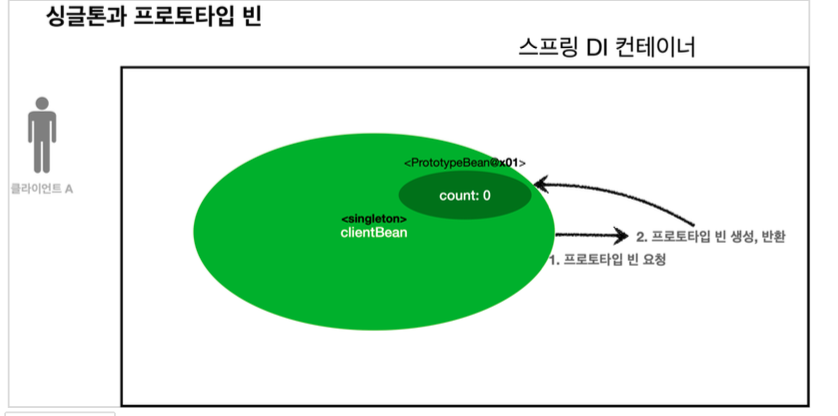 싱글톤과 프로토타입 빈
스프링 DI 컨테이너
<PrototypeBean@x01>
count: 0
클라이언트 A
<singleton>
clientBean
2. 프로토타입 빈 생성, 반환
1. 프로토타입 빈 요청